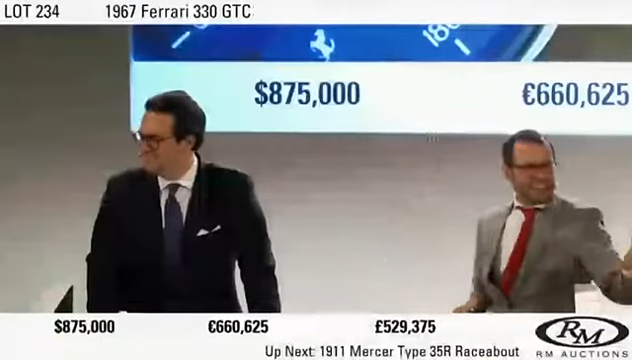 LOT 234 1967 Ferrari 330 GTC
180
$875,000 €660,625
$875,000 €660,625 £529,375
RM
RM AUCTIONS
Up Next: 1911 Mercer Type 35R Raceabout